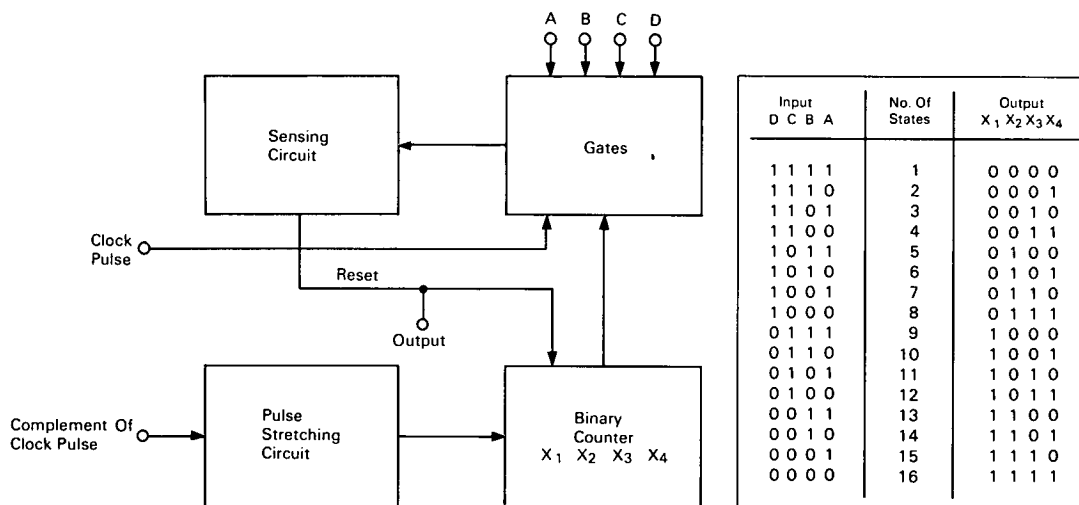 A B C D
Sensing
Circuit
Gates
Clock
Pulse
Reset
Output
Complement Of
Clock Pulse
Pulse
Stretching
Circuit
Binary
Counter
X1 X2 X3 X4
Input No. Of Output
D C B A States X1 X2 X3 X4
1 1 1 1 1 0 0 0 0
1 1 1 0 2 0 0 0 1
1 1 0 1 3 0 0 1 0
1 1 0 0 4 0 0 1 1
1 0 1 1 5 0 1 0 0
1 0 1 0 6 0 1 0 1
1 0 0 1 7 0 1 1 0
1 0 0 0 8 0 1 1 1
0 1 1 1 9 1 0 0 0
0 1 1 0 10 1 0 0 1
0 1 0 1 11 1 0 1 0
0 1 0 0 12 1 0 1 1
0 0 1 1 13 1 1 0 0
0 0 1 0 14 1 1 0 1
0 0 0 1 15 1 1 1 0
0 0 0 0 16 1 1 1 1